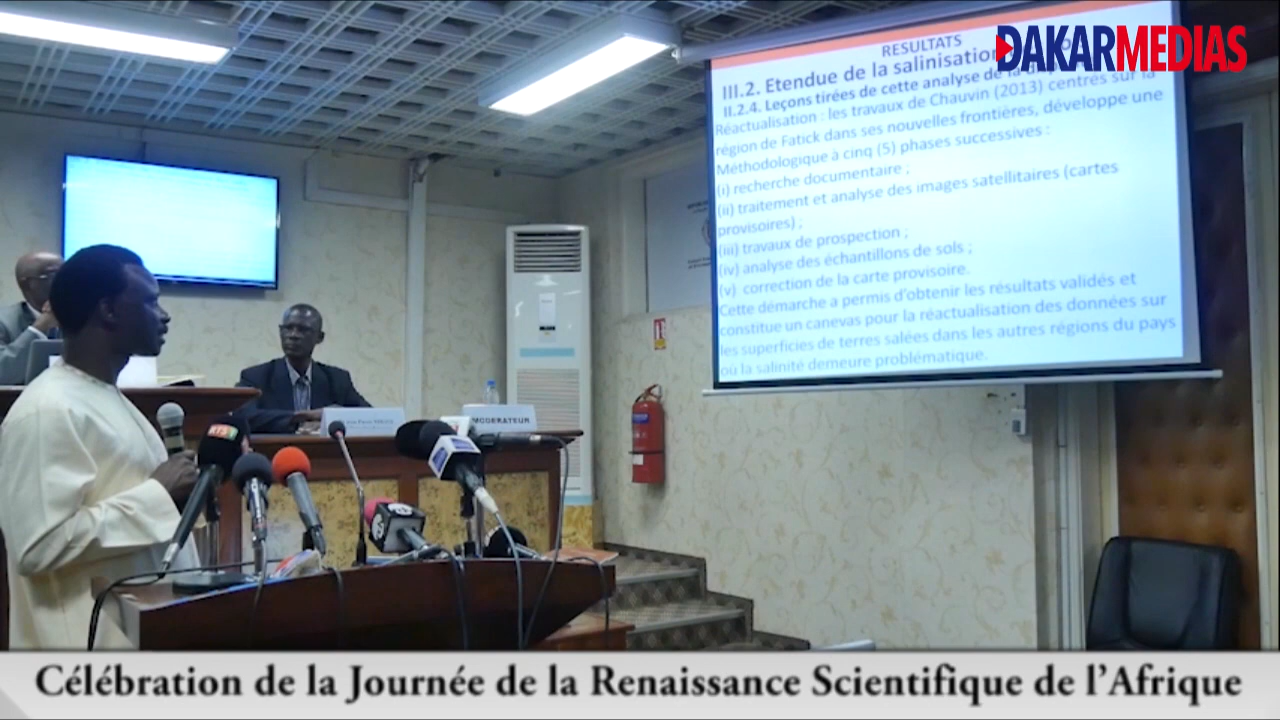 DAKARMEDIAS
RESULTATS
III.2. Etendue de la salinisation
II.2.4. Leçons tirées de cette analyse de la
Réactualisation : les travaux de Chauvin (2013) centrés sur la
région de Fatick dans ses nouvelles frontières, développe une
Méthodologique à cinq (5) phases successives :
(i) recherche documentaire ;
(ii) traitement et analyse des images satellitaires (cartes
provisoires) ;
(iii) travaux de prospection ;
(iv) analyse des échantillons de sols ;
(v) correction de la carte provisoire.
Cette démarche a permis d'obtenir les résultats validés et
constitue un canevas pour la réactualisation des données sur
les superficies de terres salées dans les autres régions du pays
où la salinité demeure problématique.
MODERATEUR
Célébration de la Journée de la Renaissance Scientifique de l'Afrique